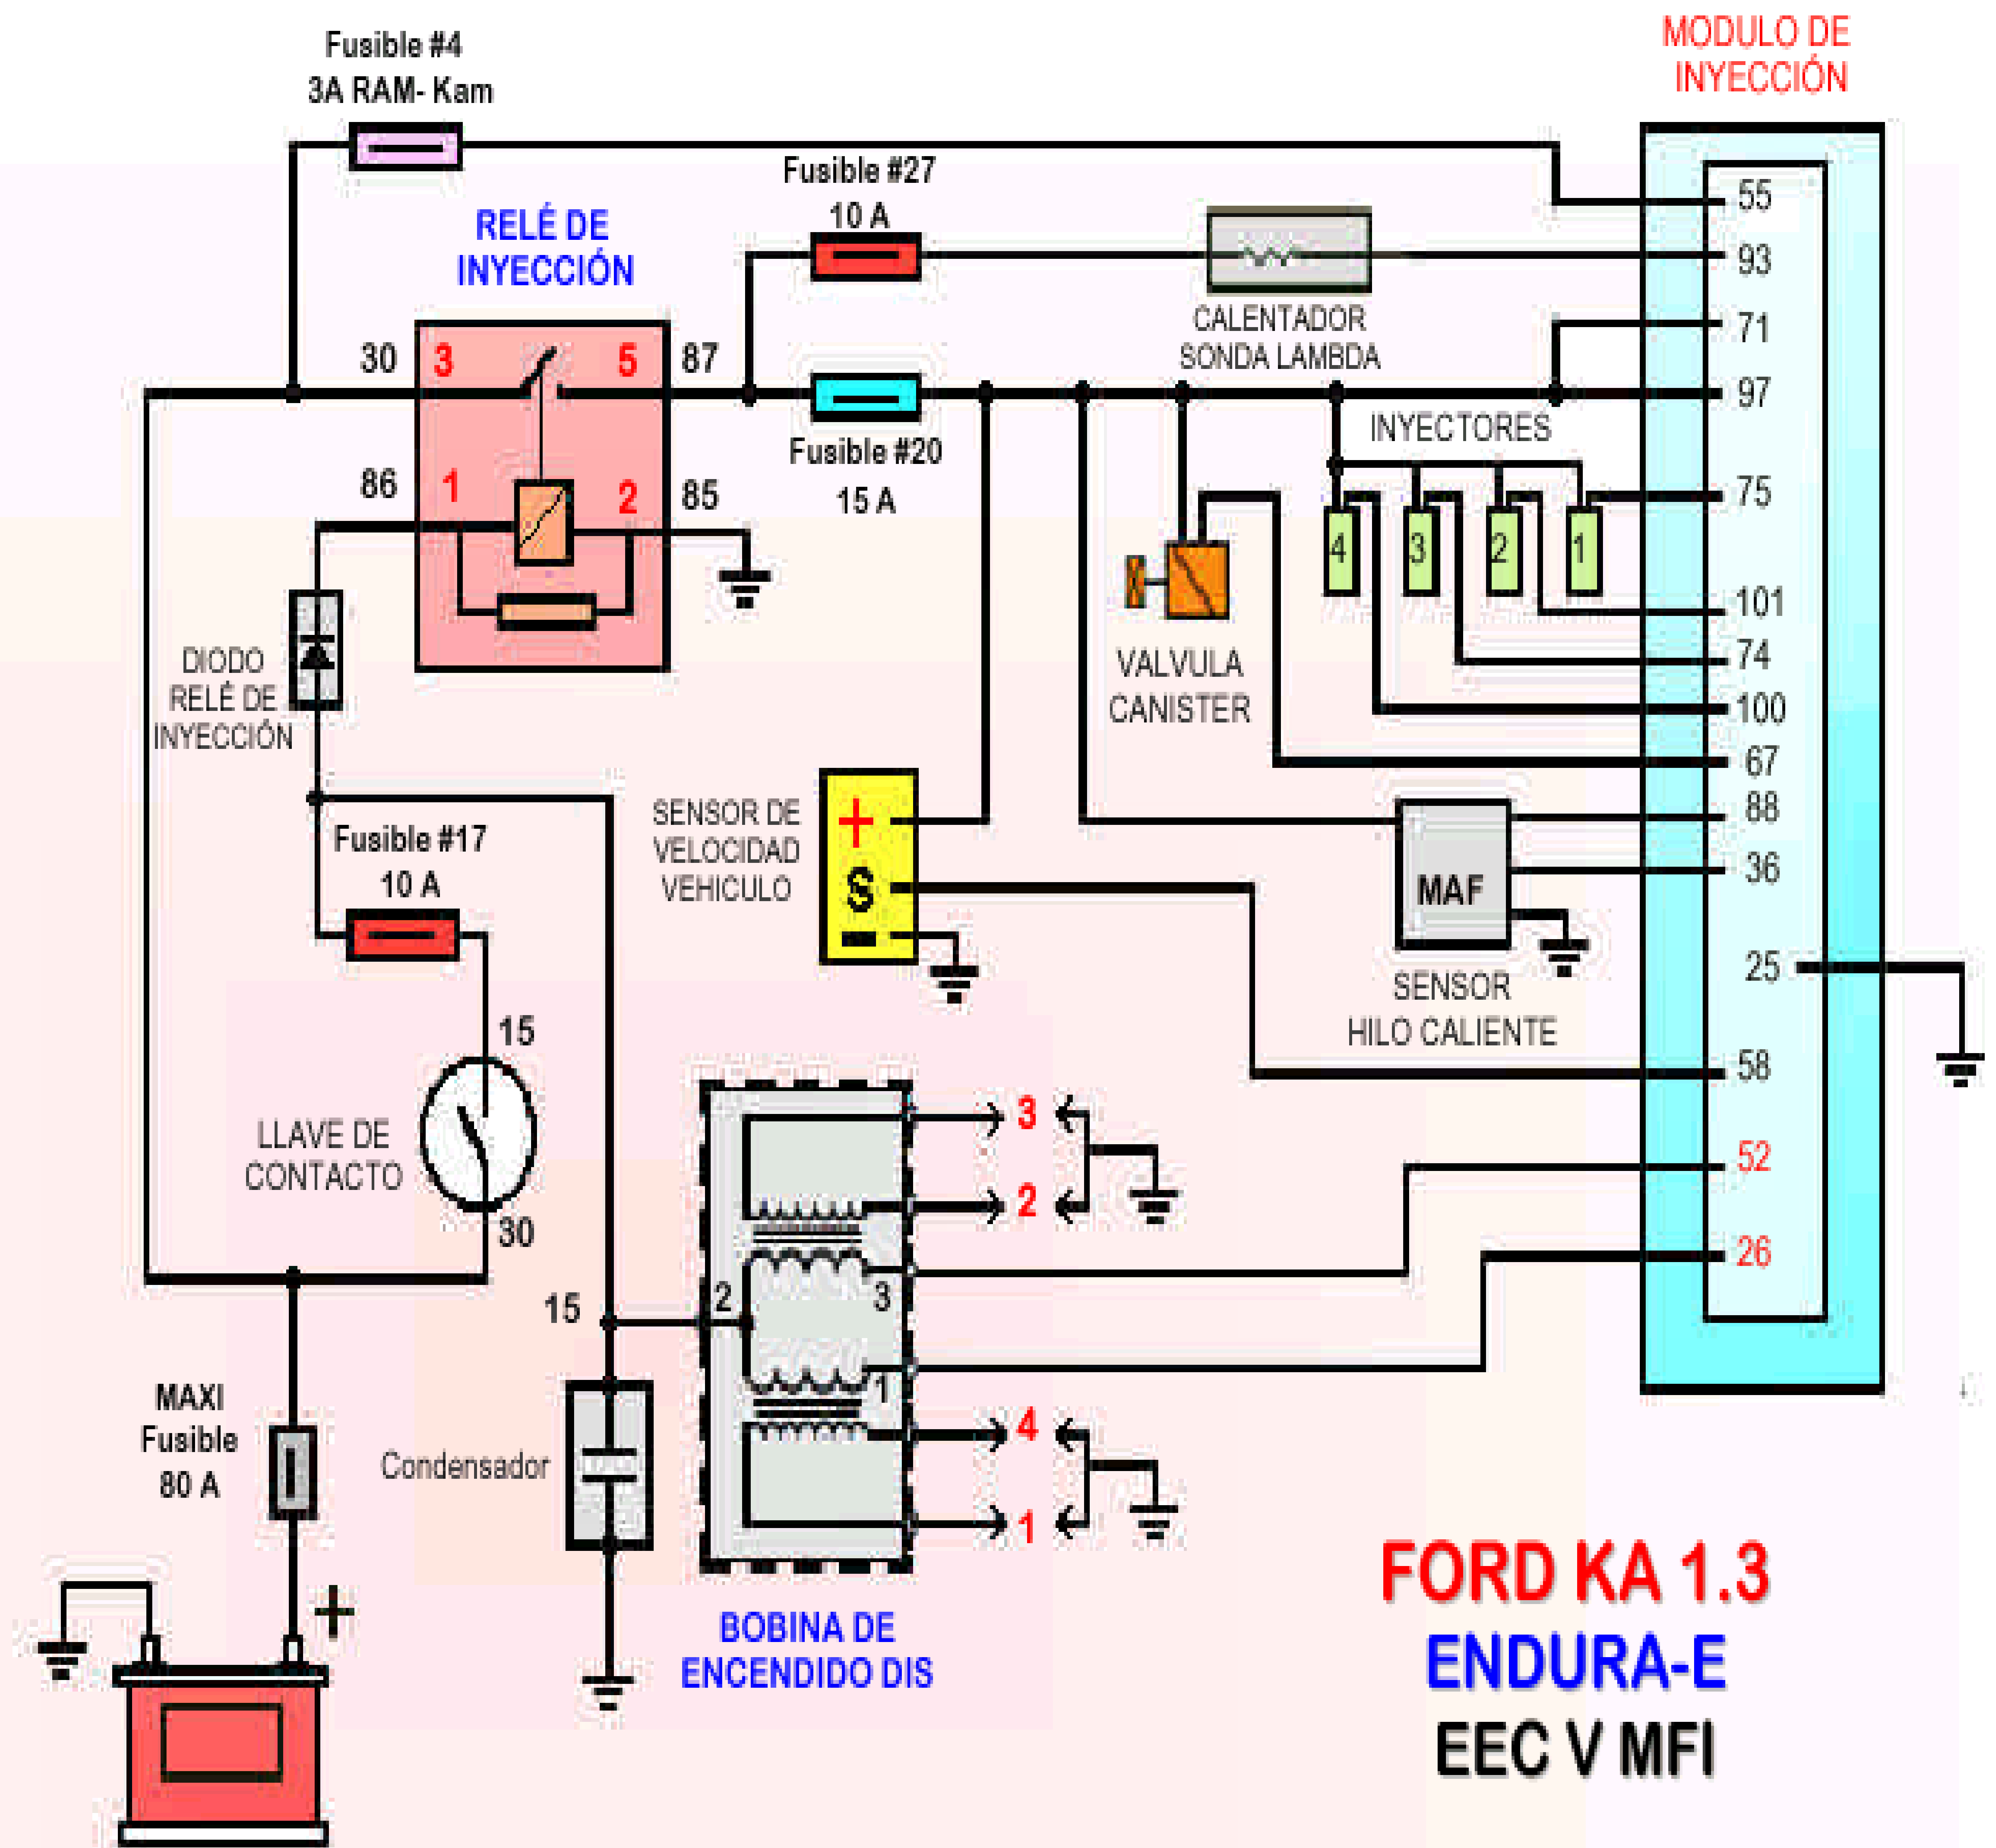 Fusible #4
3A RAM- Kam
MODULO DE
INYECCIÓN
Fusible #27
10 A
RELÉ DE
INYECCIÓN
55
93
71
97
CALENTADOR
SONDA LAMBDA
30
3
5
87
Fusible #20
15 A
INYECTORES
86
1
2
85
75
4
3
2
1
101
74
100
67
DIODO
RELÉ DE
INYECCIÓN
VALVULA
CANISTER
SENSOR DE
VELOCIDAD
VEHICULO
+
S
-
88
36
MAF
Fusible #17
10 A
25
SENSOR
HILO CALIENTE
15
58
LLAVE DE
CONTACTO
30
3
2
52
26
15
2
3
1
4
1
MAXI
Fusible
80 A
Condensador
+
BOBINA DE
ENCENDIDO DIS
FORD KA 1.3
ENDURA-E
EEC V MFI